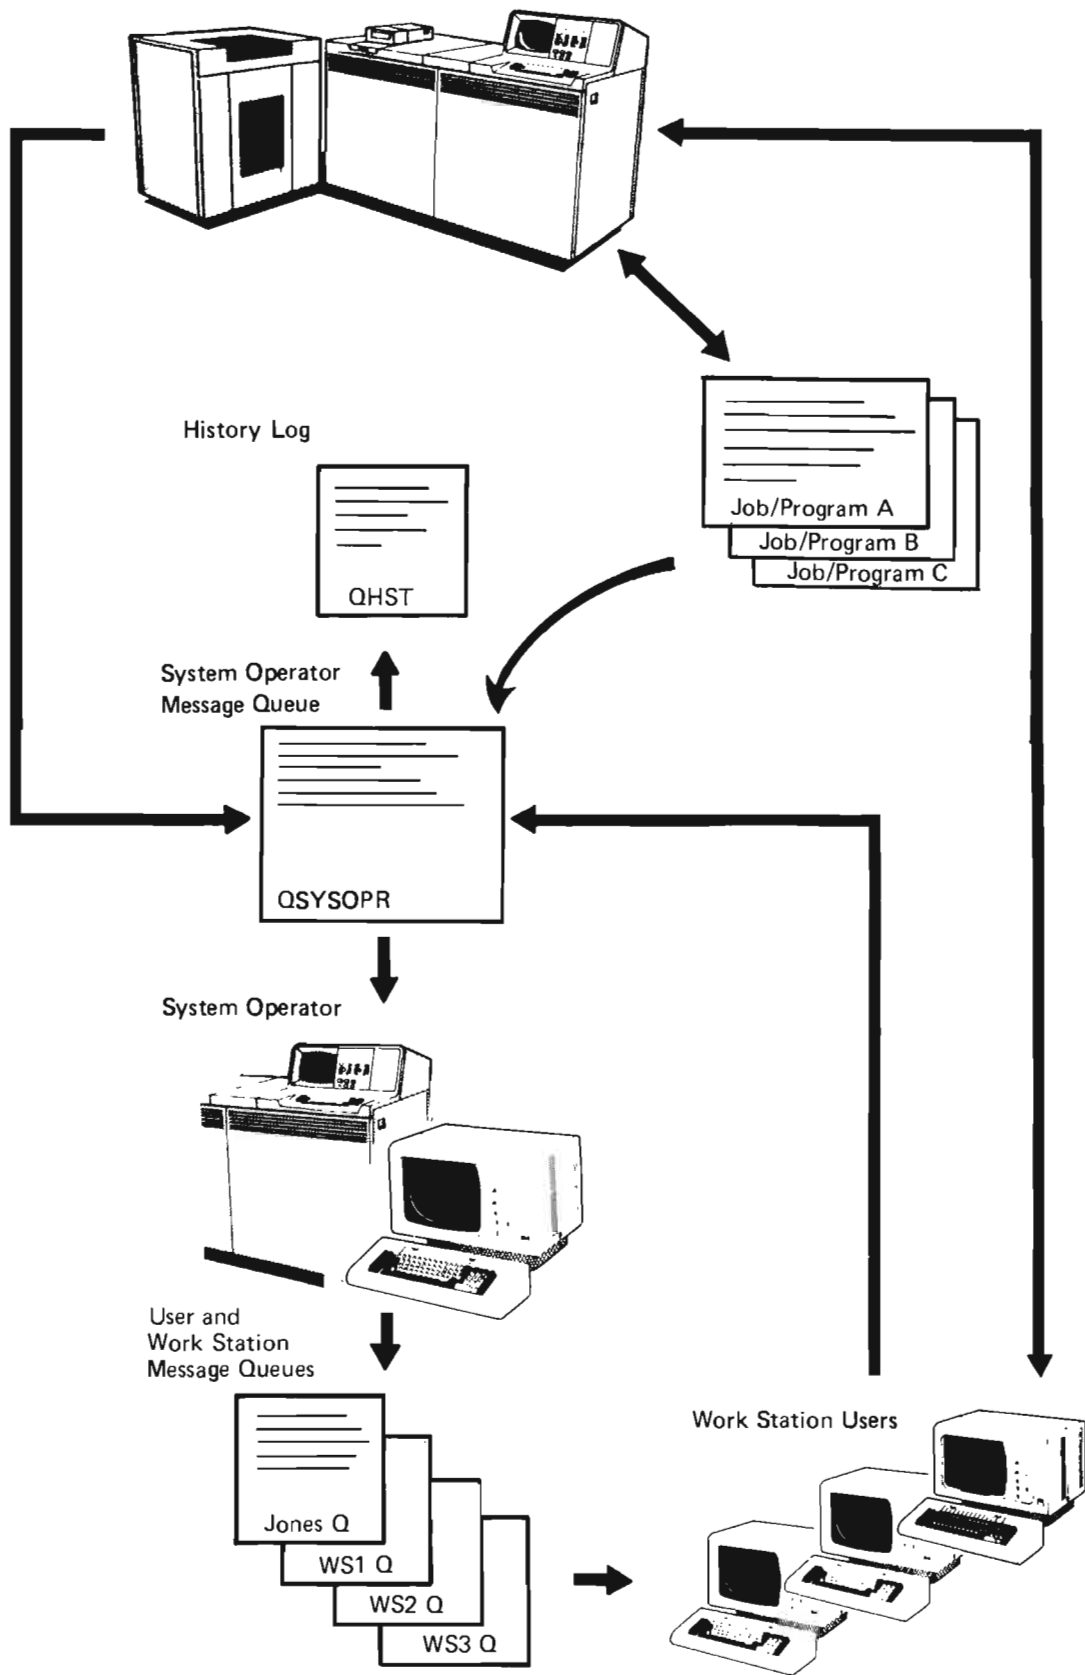 History Log
QHST
Job/Program A
Job/Program B
Job/Program C
System Operator
Message Queue
QSYSOPR
System Operator
User and
Work Station
Message Queues
Jones Q
WS1 Q
WS2 Q
WS3 Q
Work Station Users